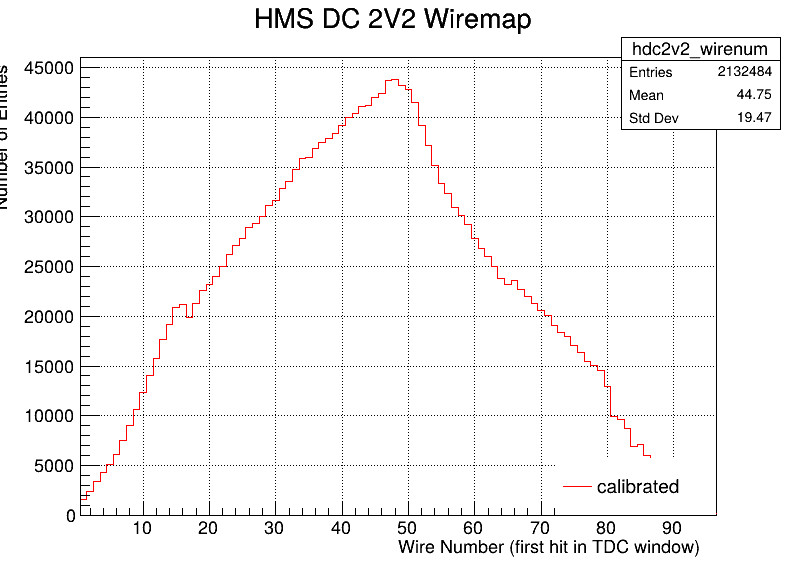 HMS DC 2V2 Wiremap
hdc2v2_wirenum
Entries 2132484
Mean 44.75
Std Dev 19.47
Number of Entries
45000
40000
35000
30000
25000
20000
15000
10000
5000
0
calibrated
10 20 30 40 50 60 70 80 90
Wire Number (first hit in TDC window)